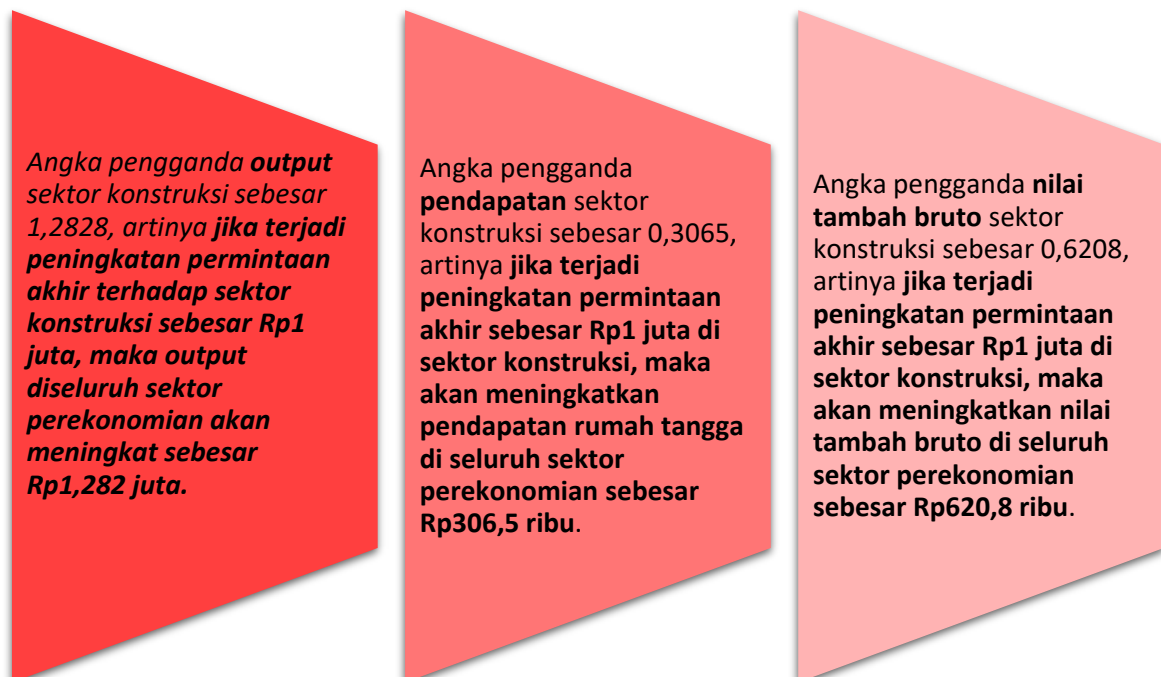 Angka pengganda output
sektor konstruksi sebesar
1,2828, artinya jika terjadi
peningkatan permintaan
akhir terhadap sektor
konstruksi sebesar Rp1
juta, maka output
diseluruh sektor
perekonomian akan
meningkat sebesar
Rp1,282 juta.
Angka pengganda
pendapatan sektor
konstruksi sebesar 0,3065,
artinya jika terjadi
peningkatan permintaan
akhir sebesar Rp1 juta di
sektor konstruksi, maka
akan meningkatkan
pendapatan rumah tangga
di seluruh sektor
perekonomian sebesar
Rp306,5 ribu.
Angka pengganda nilai
tambah bruto sektor
konstruksi sebesar 0,6208,
artinya jika terjadi
peningkatan permintaan
akhir sebesar Rp1 juta di
sektor konstruksi, maka
akan meningkatkan nilai
tambah bruto di seluruh
sektor perekonomian
sebesar Rp620,8 ribu.